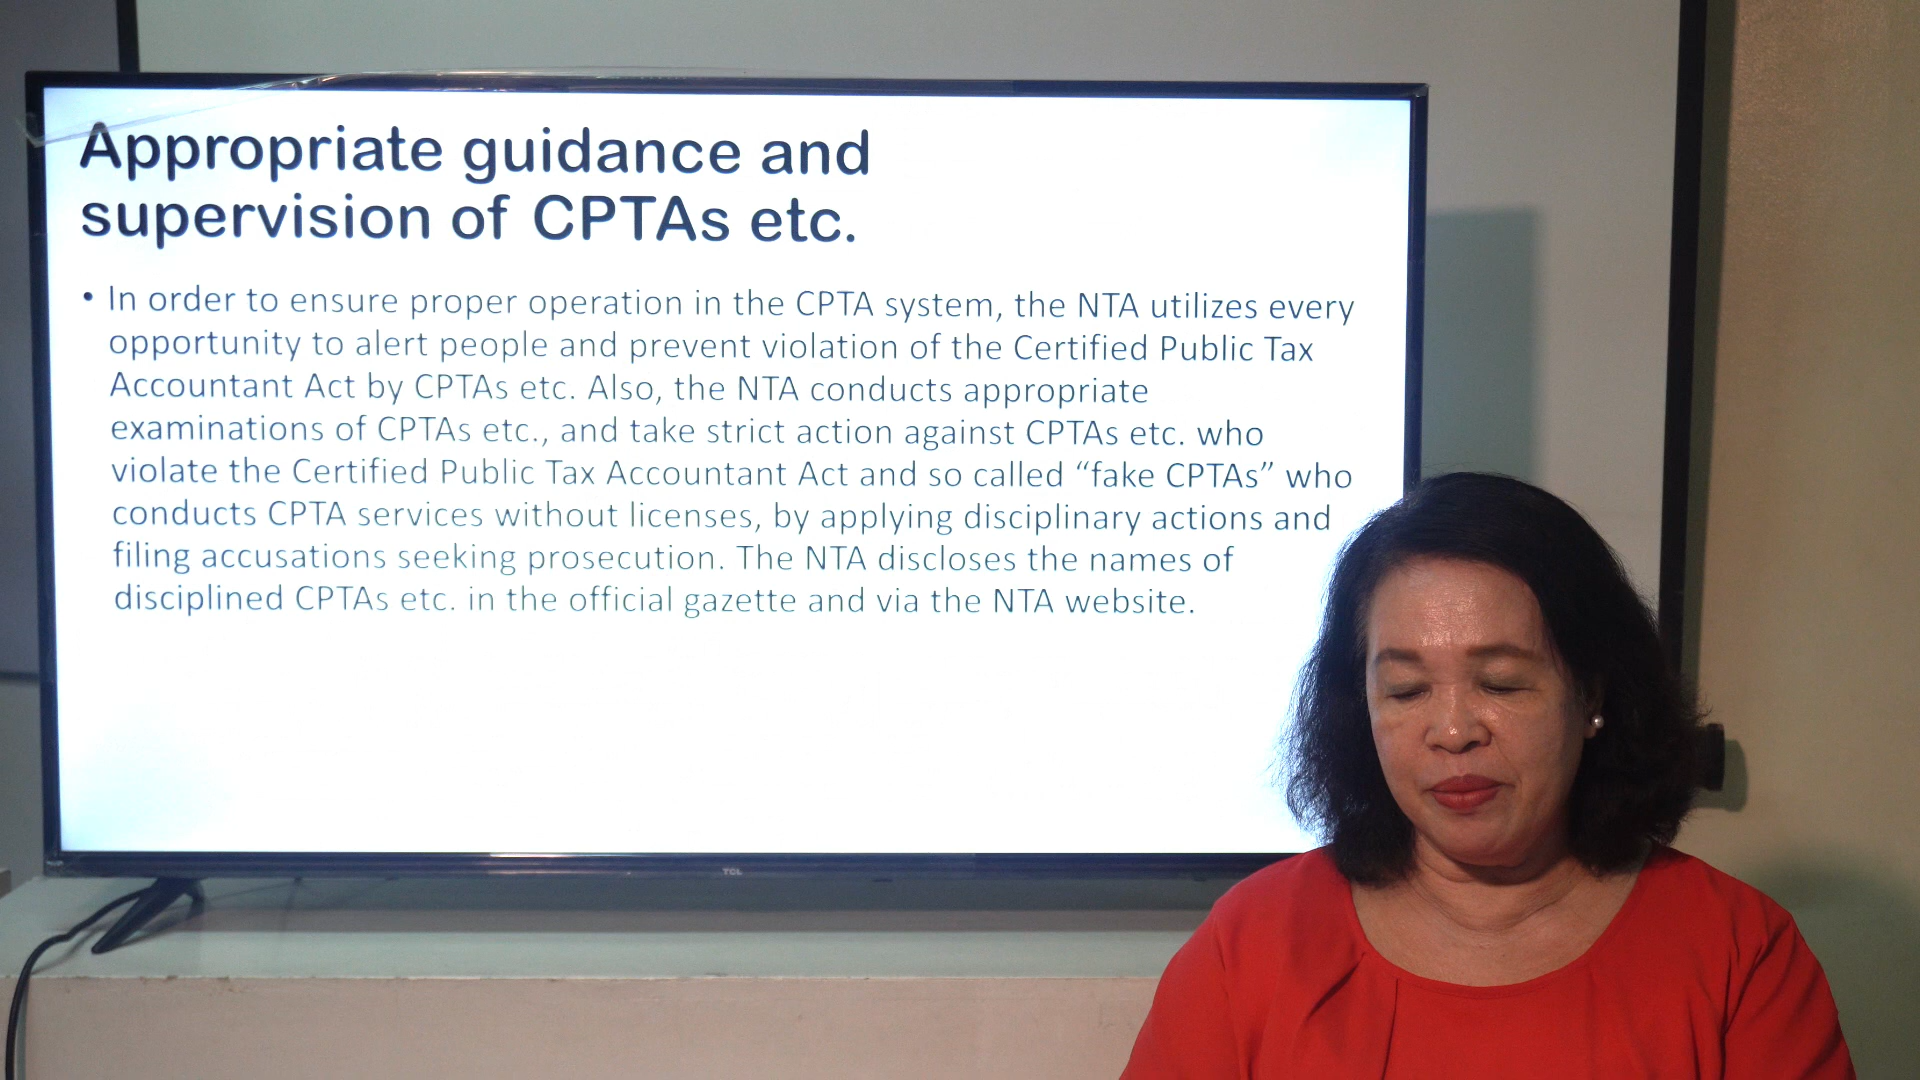 Appropriate guidance and
supervision of CPTAs etc.
• In order to ensure proper operation in the CPTA system, the NTA utilizes every
opportunity to alert people and prevent violation of the Certified Public Tax
Accountant Act by CPTAs etc. Also, the NTA conducts appropriate
examinations of CPTAs etc., and take strict action against CPTAs etc. who
violate the Certified Public Tax Accountant Act and so called “fake CPTAs” who
conducts CPTA services without licenses, by applying disciplinary actions and
filing accusations seeking prosecution. The NTA discloses the names of
disciplined CPTAs etc. in the official gazette and via the NTA website.
TCL